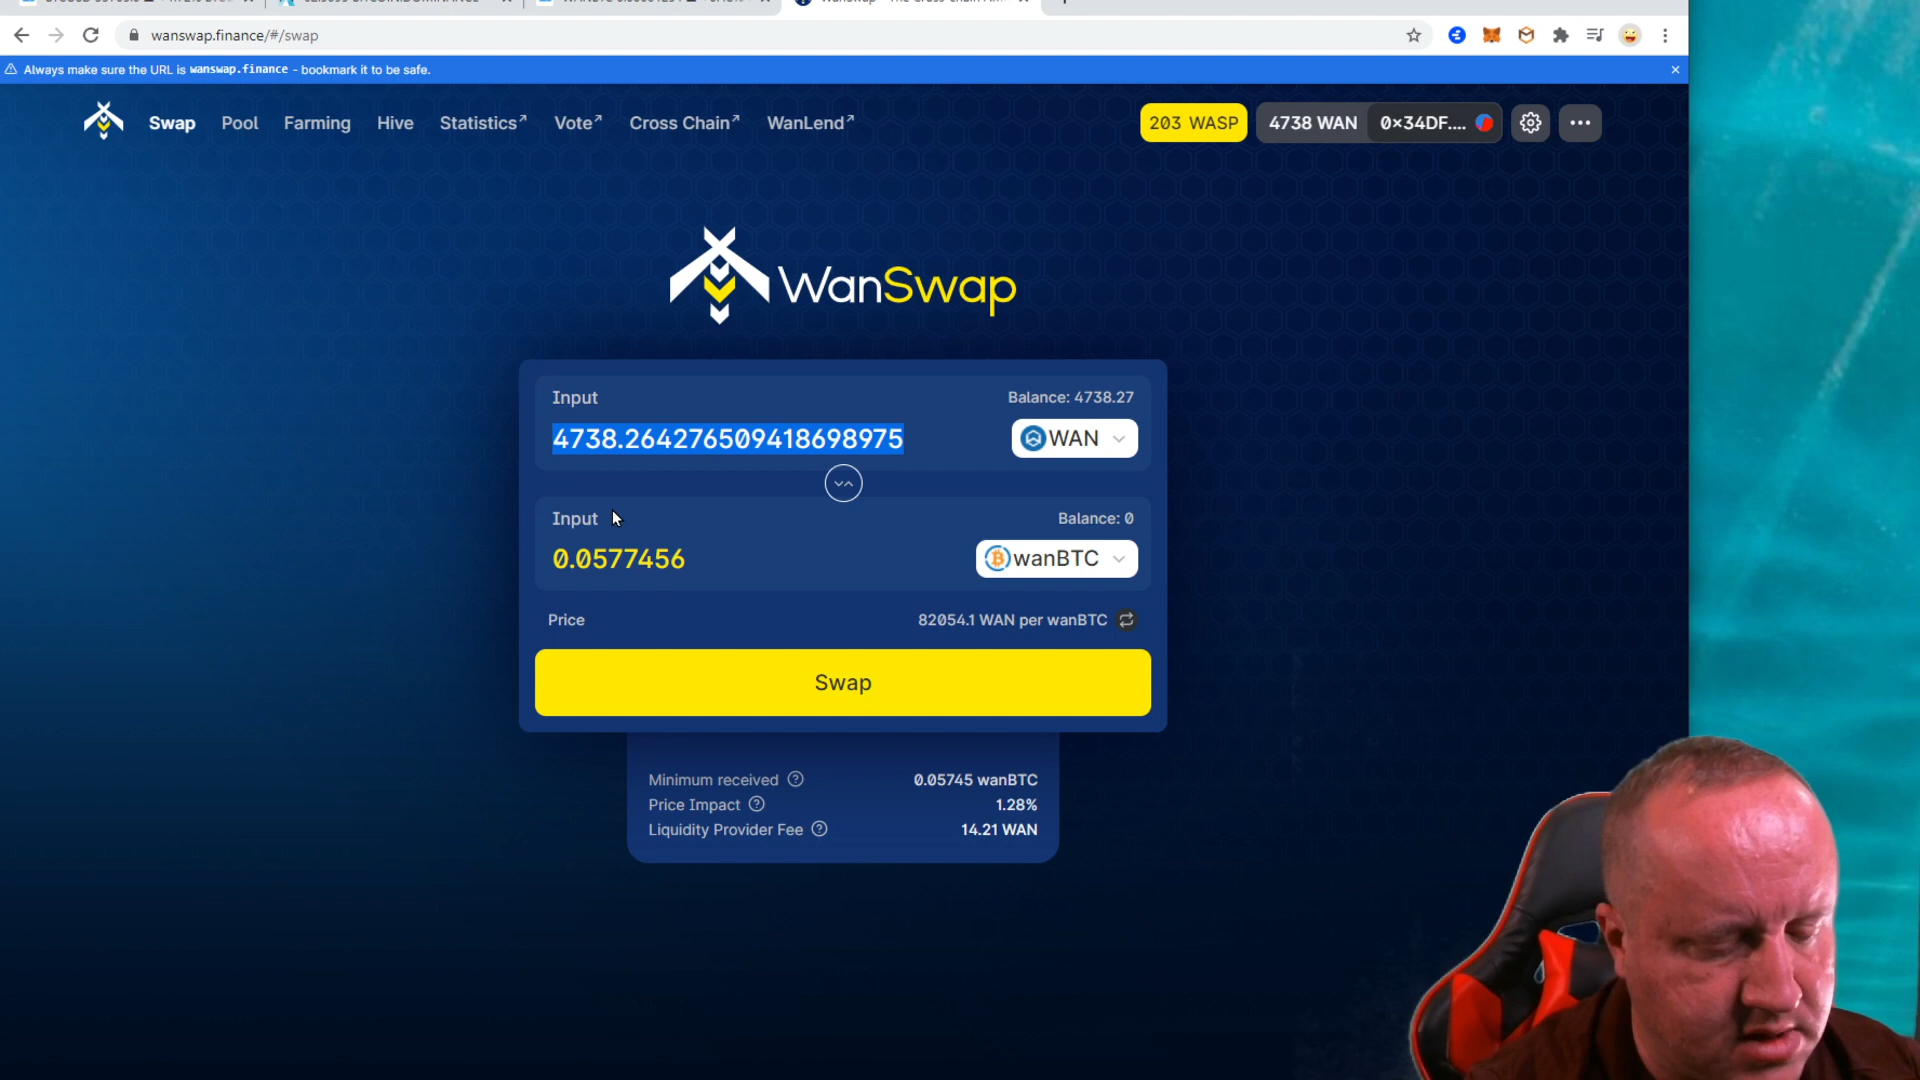 wanswap.finance/#/swap
Always make sure the URL is wanswap.finance - bookmark it to be safe.
Swap Pool Farming Hive Statistics↗ Vote↗ Cross Chain↗ WanLend↗ 203 WASP 4738 WAN 0×34DF....
WanSwap
Input Balance: 4738.27
4738.264276509418698975 WAN
Input Balance: 0
0.0577456 wanBTC
Price 82054.1 WAN per wanBTC
Swap
Minimum received 0.05745 wanBTC
Price Impact 1.28%
Liquidity Provider Fee 14.21 WAN